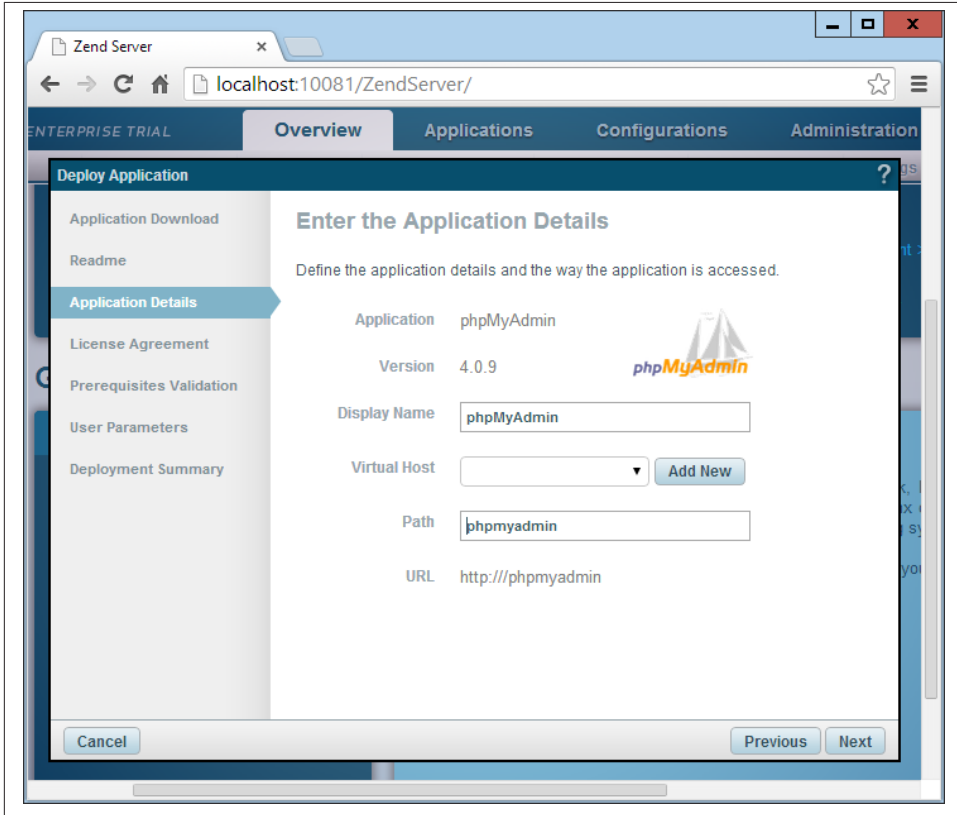 Zend Server
localhost:10081/ZendServer/
ENTERPRISE TRIAL
Overview
Applications
Configurations
Administration
gs
Deploy Application
?
Application Download
Readme
Application Details
License Agreement
Prerequisites Validation
User Parameters
Deployment Summary
Enter the Application Details
Define the application details and the way the application is accessed.
Application phpMyAdmin
Version 4.0.9
phpMyAdmin
Display Name phpMyAdmin
Virtual Host
Add New
Path phpmyadmin
URL http:///phpmyadmin
Cancel
Previous
Next